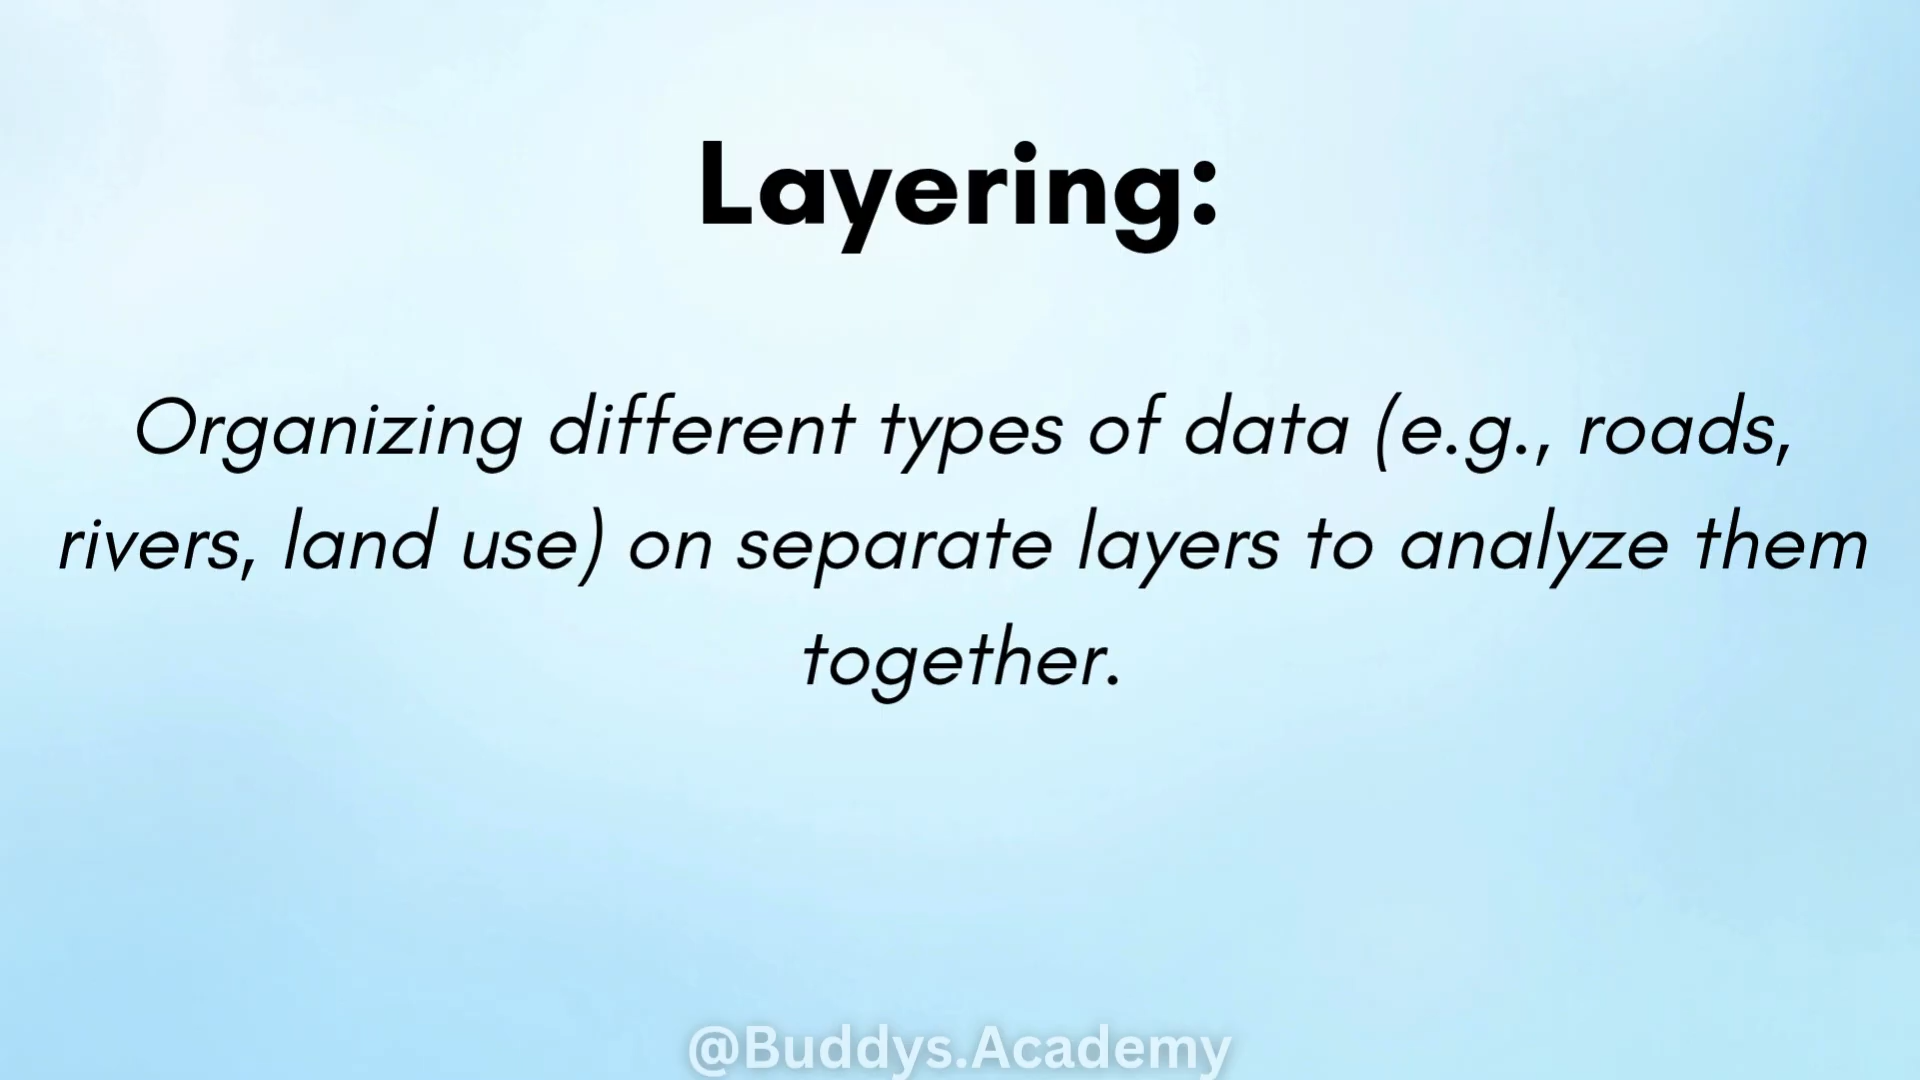 Layering:
Organizing different types of data (e.g., roads,
rivers, land use) on separate layers to analyze them
together.
@Buddys.Academy